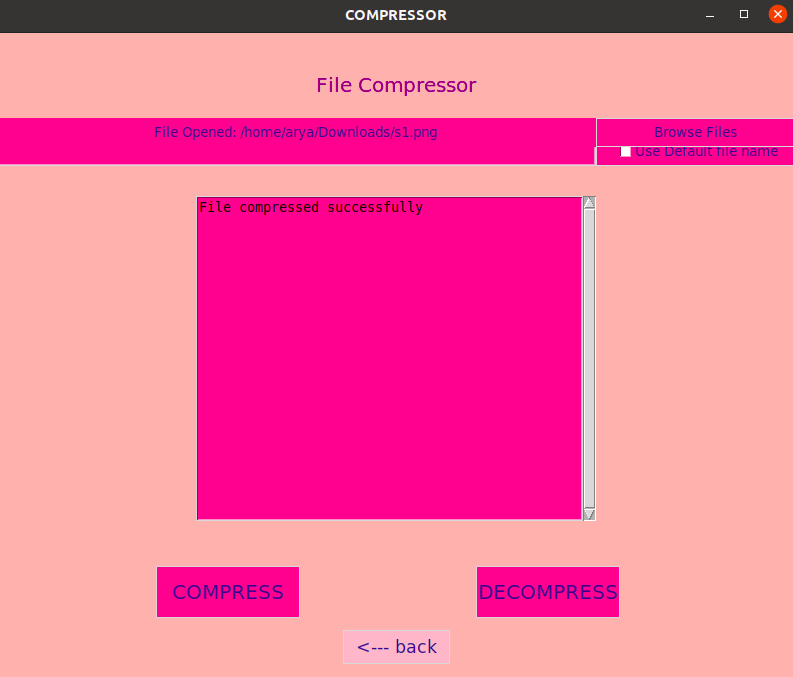 COMPRESSOR
File Compressor
File Opened: /home/arya/Downloads/s1.png
Browse Files
Use Default file name
File compressed successfully
COMPRESS
DECOMPRESS
<--- back